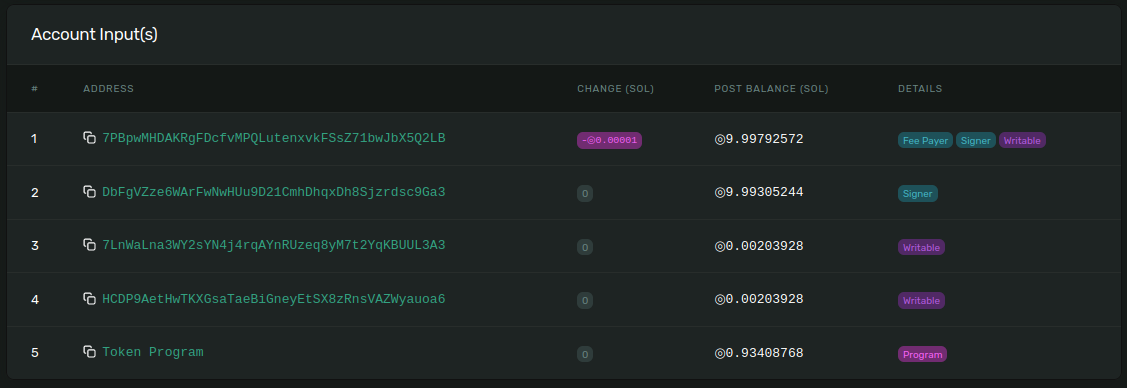 Account Input(s)
# ADDRESS CHANGE (SOL) POST BALANCE (SOL) DETAILS
1 7PBpwMHDAKRgFDcfvMPQLutenxvkFSsZ71bwJbX5Q2LB -◎0.00001 ◎9.99792572 Fee Payer Signer Writable
2 DbFgVZze6WArFwNwHUu9D21CmhDhqxDh8Sjzrdsc9Ga3 0 ◎9.99305244 Signer
3 7LnWaLna3WY2sYN4j4rqAYnRUzeq8yM7t2YqKBUUL3A3 0 ◎0.00203928 Writable
4 HCDP9AetHwTKXGsaTaeBiGneyEtSX8zRnsVAZWyauoa6 0 ◎0.00203928 Writable
5 Token Program 0 ◎0.93408768 Program